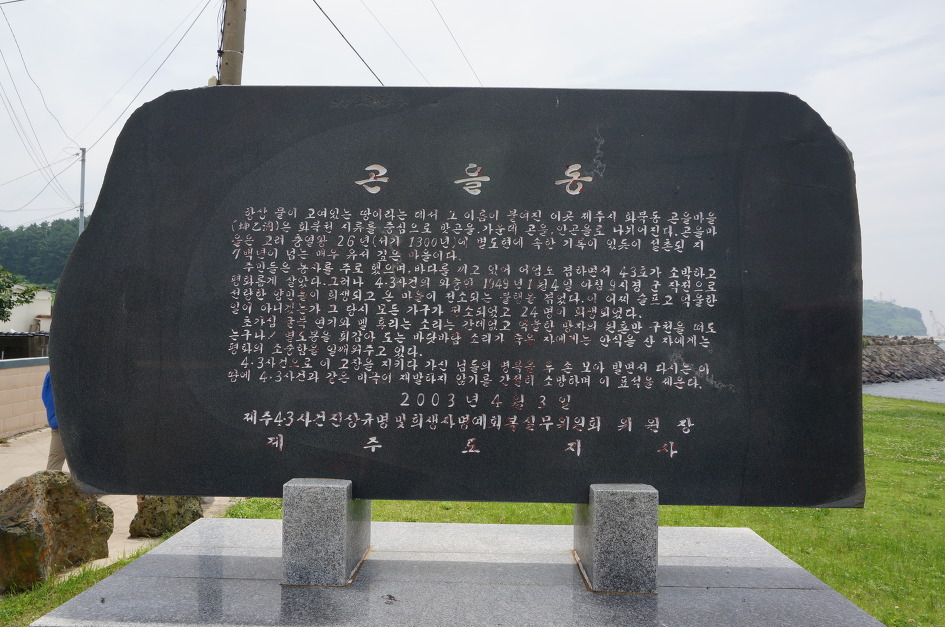 곤을동
항상 물이 고여있는 땅이라는 데서 그 이름이 붙여진 이곳 제주시 화북동 곤을마을
(坤乙洞)은 화북천 지류를 중심으로 밧곤을,가운데 곤을,안곤을로 나뉘어진다.곤을마
을은 고려 충렬왕 26년(서기 1300년)에 별도현에 속한 기록이 있듯이 설촌된 지
7백년이 넘는 매우 유서 깊은 마을이다.
주민들은 농사를 주로 했으며,바다를 끼고 있어 어업도 겸하면서 43호가 소박하고
평화롭게 살았다.그러나 4·3사건의 와중인 1949년1월4일 아침 9시경 군 작전으로
선량한 양민들이 희생되고 온 마을이 전소되는 불행을 겪었다.이 어찌 슬프고 억울한
일이 아니겠는가 그 당시 모든 가구가 전소되었고 24명이 희생되었다.
초가집 굴묵 연기와 멜 후리는 소리는 간데없고 억울한 망자의 원혼만 구천을 떠도
는구나! 별도봉을 휘감아 도는 바닷바람 소리가 죽은 자에게는 안식을 산 자에게는
평화의 소중함을 일깨워주고 있다.
4·3사건으로 이 고장을 지키다 가신 님들의 명복을 두 손 모아 빌면서 다시는 이
땅에 4·3사건과 같은 비극이 재발하지 않기를 간절히 소망하며 이 표석을 세운다.
2003년 4월 3일
제주4·3사건진상규명및희생자명예회복실무위원회 위원장
제주도지사